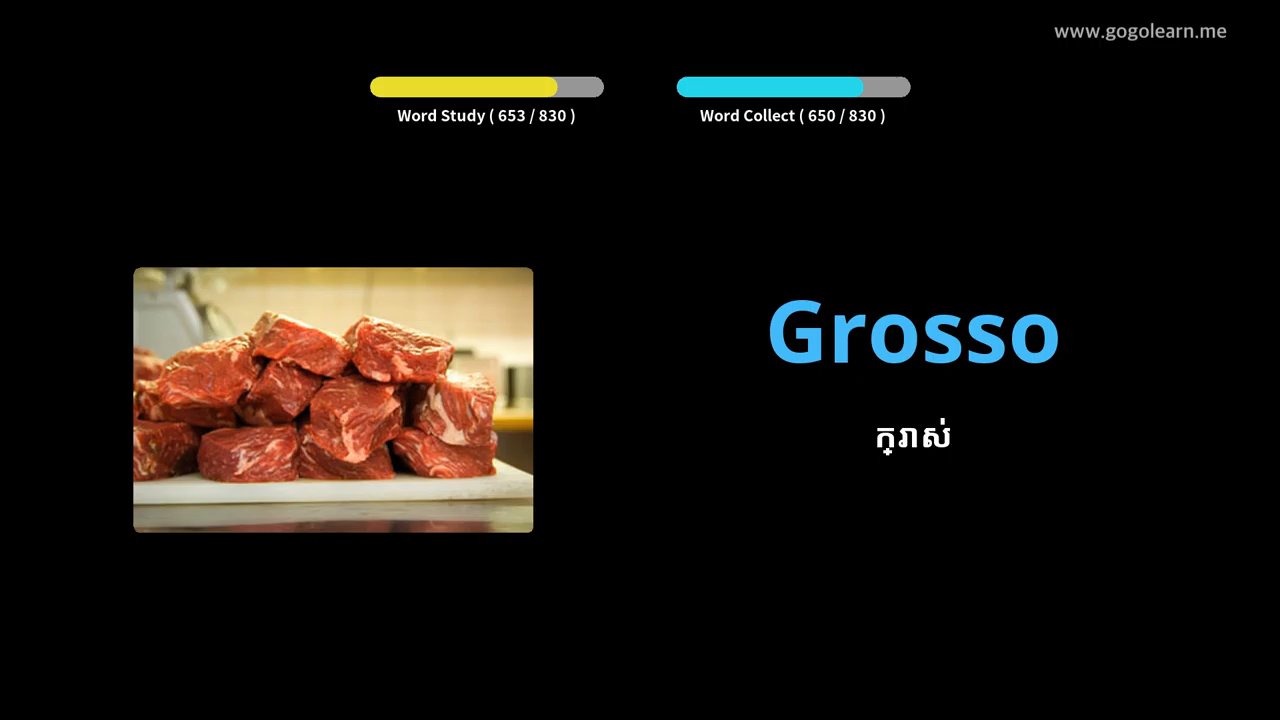 www.gogolearn.me
Word Study ( 653 / 830 )
Word Collect ( 650 / 830 )
Grosso
ក្រាស់